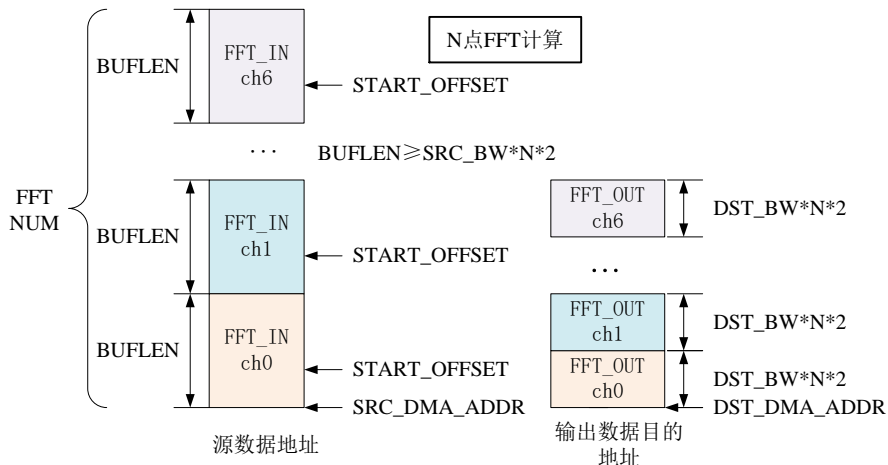 N点FFT计算
FFT_IN
ch6
BUFLEN
START_OFFSET
...
BUFLEN≥SRC_BW*N*2
FFT
NUM
FFT_IN
ch1
BUFLEN
START_OFFSET
FFT_IN
ch0
BUFLEN
START_OFFSET
SRC_DMA_ADDR
源数据地址
FFT_OUT
ch6
DST_BW*N*2
...
FFT_OUT
ch1
DST_BW*N*2
FFT_OUT
ch0
DST_BW*N*2
DST_DMA_ADDR
输出数据目的
地址